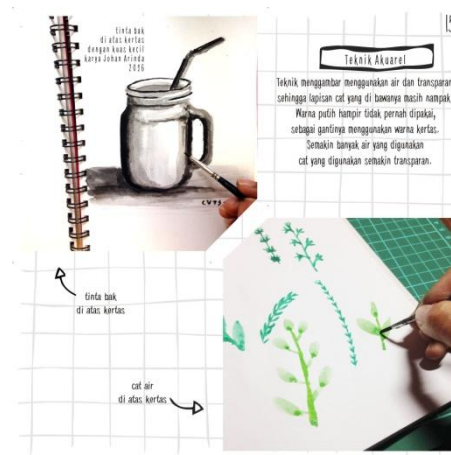 tinta bak
di atas kertas
dengan kuas kecil
karya Johan Arinda
2016
Teknik Akuarel
Teknik menggambar menggunakan air dan transparan
sehingga lapisan cat yang di bawanya masih nampak,
Warna putih hampir tidak pernah dipakai,
sebagai gantinya menggunakan warna kertas.
Semakin banyak air yang digunakan
cat yang digunakan semakin transparan.
tinta bak
di atas kertas
cat air
di atas kertas